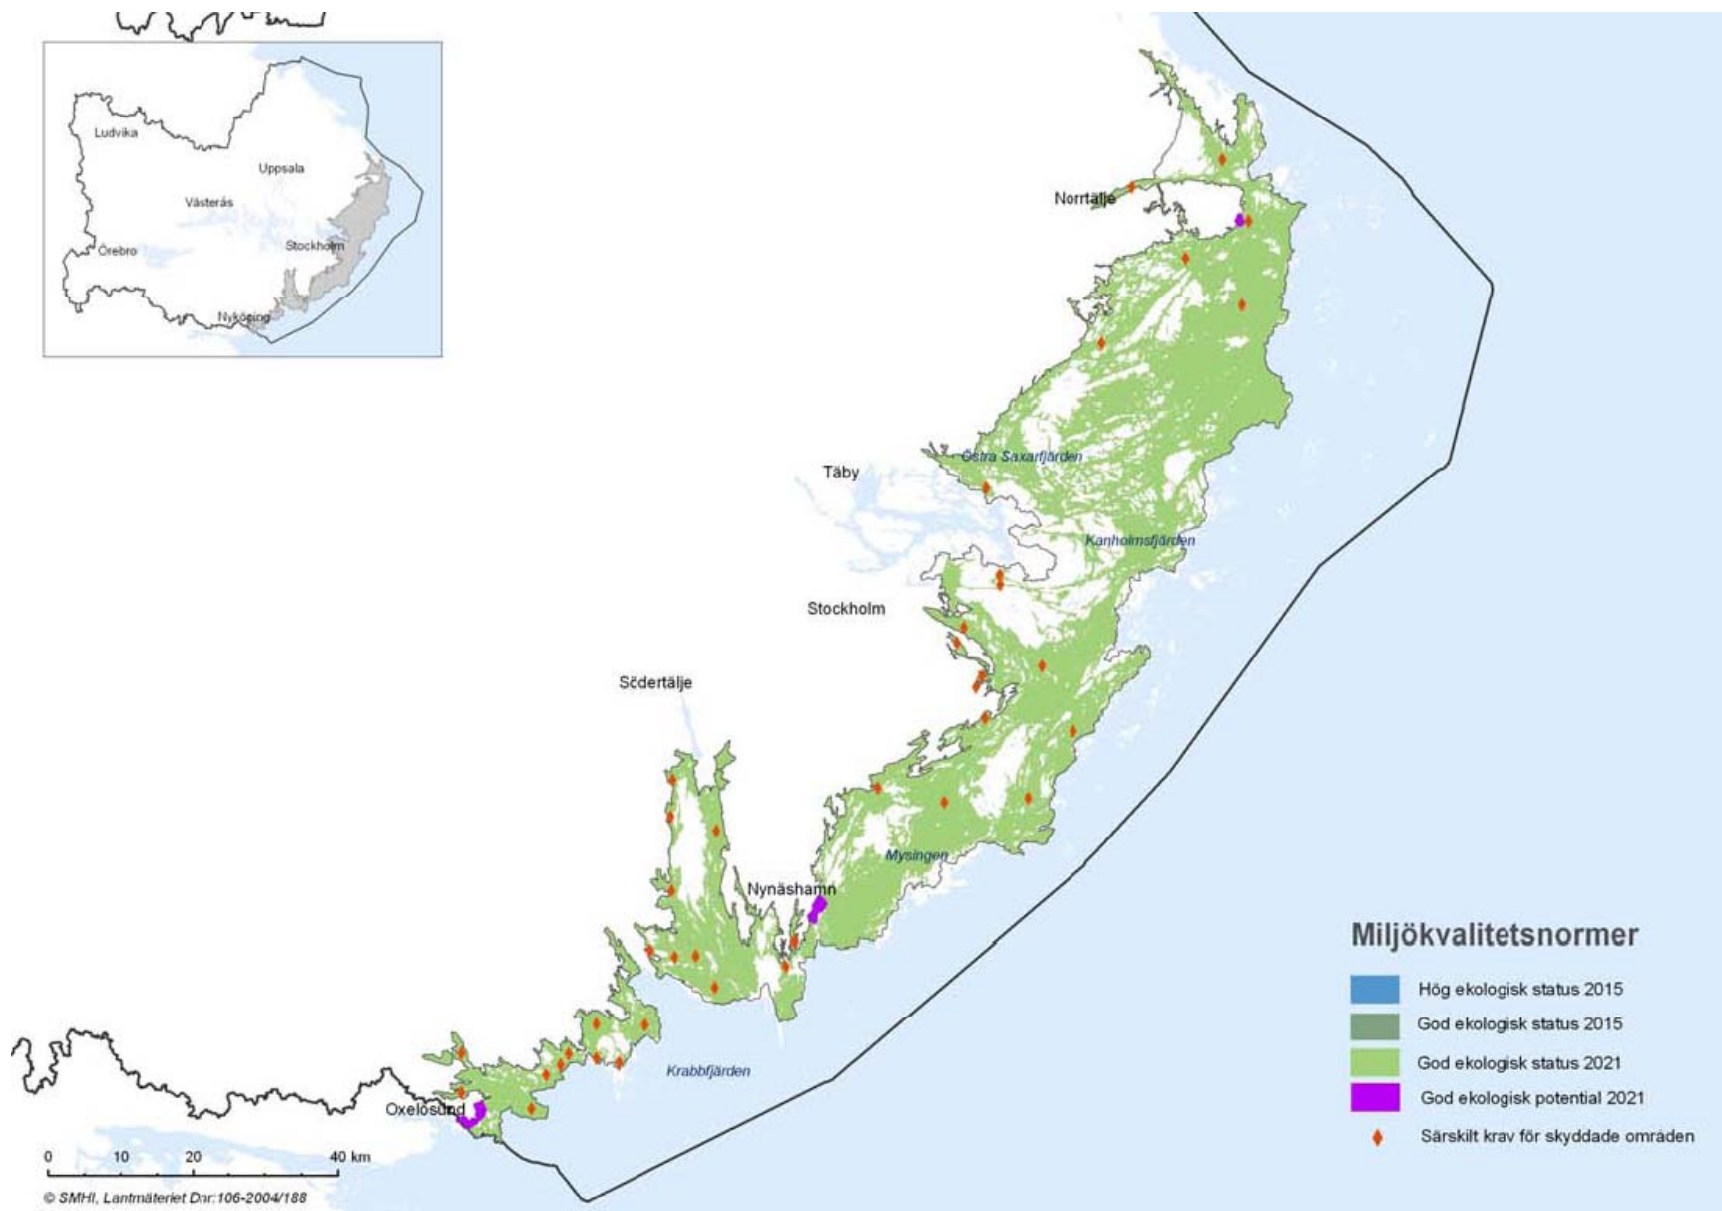 Ludvika
Uppsala
Västerås
Örebro
Stockholm
Nyköping
Norrtälje
Östra Saxarfjärden
Täby
Kanholmsfjärden
Stockholm
Södertälje
Mysingen
Nynäshamn
Krabbfjärden
Oxelösund
Miljökvalitetsnormer
Hög ekologisk status 2015
God ekologisk status 2015
God ekologisk status 2021
God ekologisk potential 2021
Särskilt krav för skyddade områden
0 10 20 40 km
© SMHI, Lantmäteriet Dnr:106-2004/188